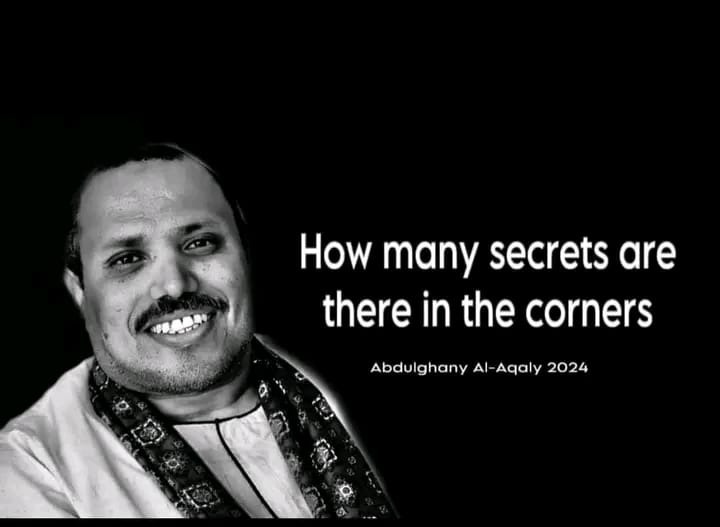 How many secrets are
there in the corners
Abdulghany Al-Aqaly 2024